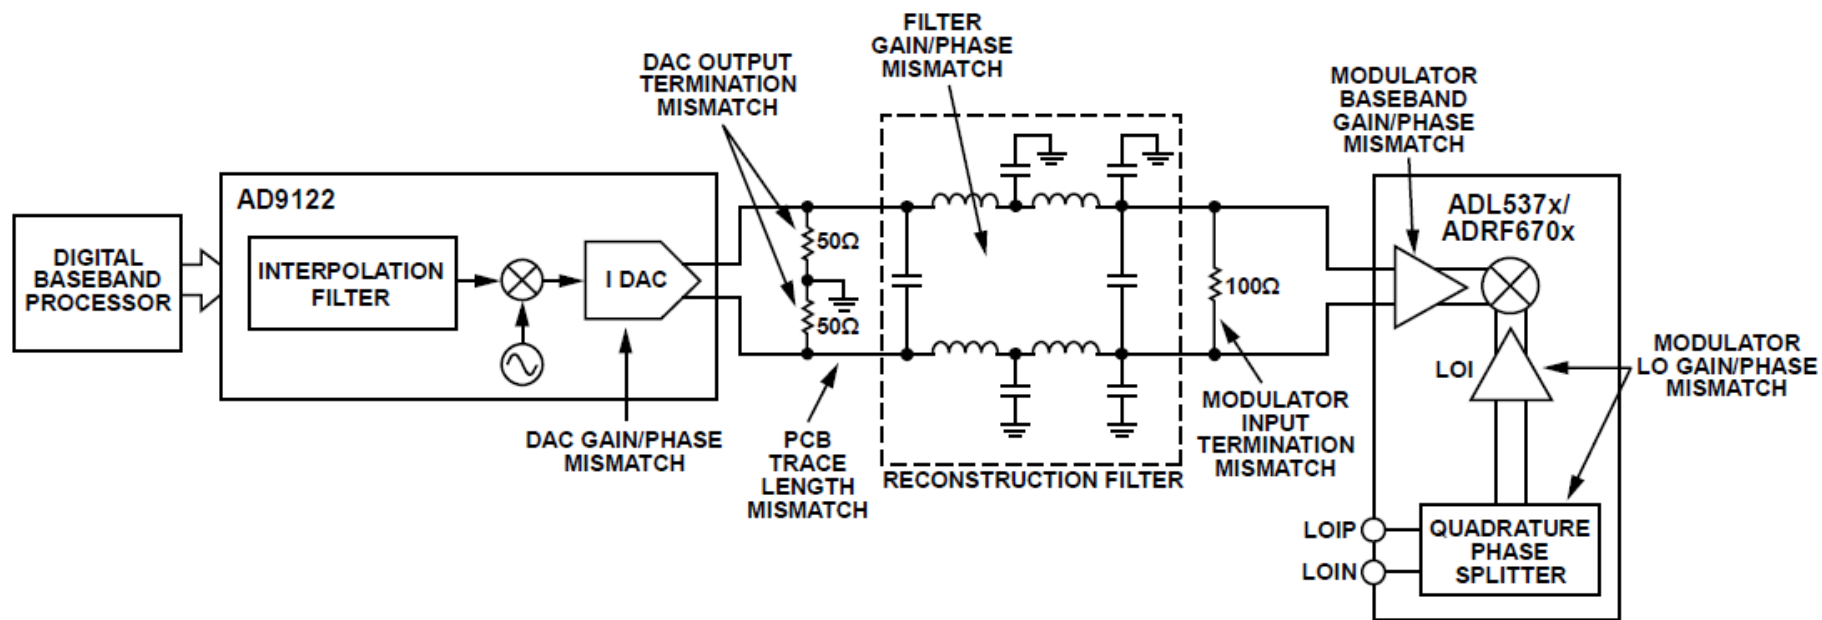 FILTER
GAIN/PHASE
MISMATCH
DAC OUTPUT
TERMINATION
MISMATCH
MODULATOR
BASEBAND
GAIN/PHASE
MISMATCH
AD9122
DIGITAL
BASEBAND
PROCESSOR
INTERPOLATION
FILTER
I DAC
50Ω
50Ω
100Ω
ADL537x/
ADRF670x
LOI
MODULATOR
LO GAIN/PHASE
MISMATCH
DAC GAIN/PHASE
MISMATCH
PCB
TRACE
LENGTH
MISMATCH
RECONSTRUCTION FILTER
MODULATOR
INPUT
TERMINATION
MISMATCH
LOIP
LOIN
QUADRATURE
PHASE
SPLITTER